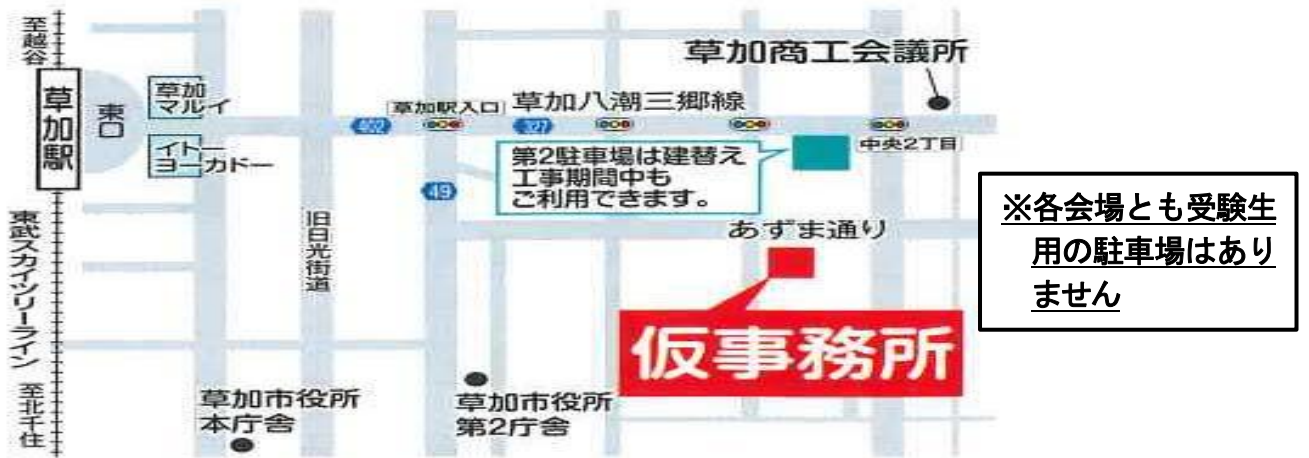 至越谷
草加駅
東口
草加
マルイ
イトー
ヨーカドー
402
草加駅入口
草加八潮三郷線
327
草加商工会議所
中央2丁目
第2駐車場は建替え
工事期間中も
ご利用できます。
49
あずま通り
旧日光街道
仮事務所
東武スカイツリーライン
至北千住
草加市役所
本庁舎
草加市役所
第2庁舎
※各会場とも受験生
用の駐車場はあり
ません